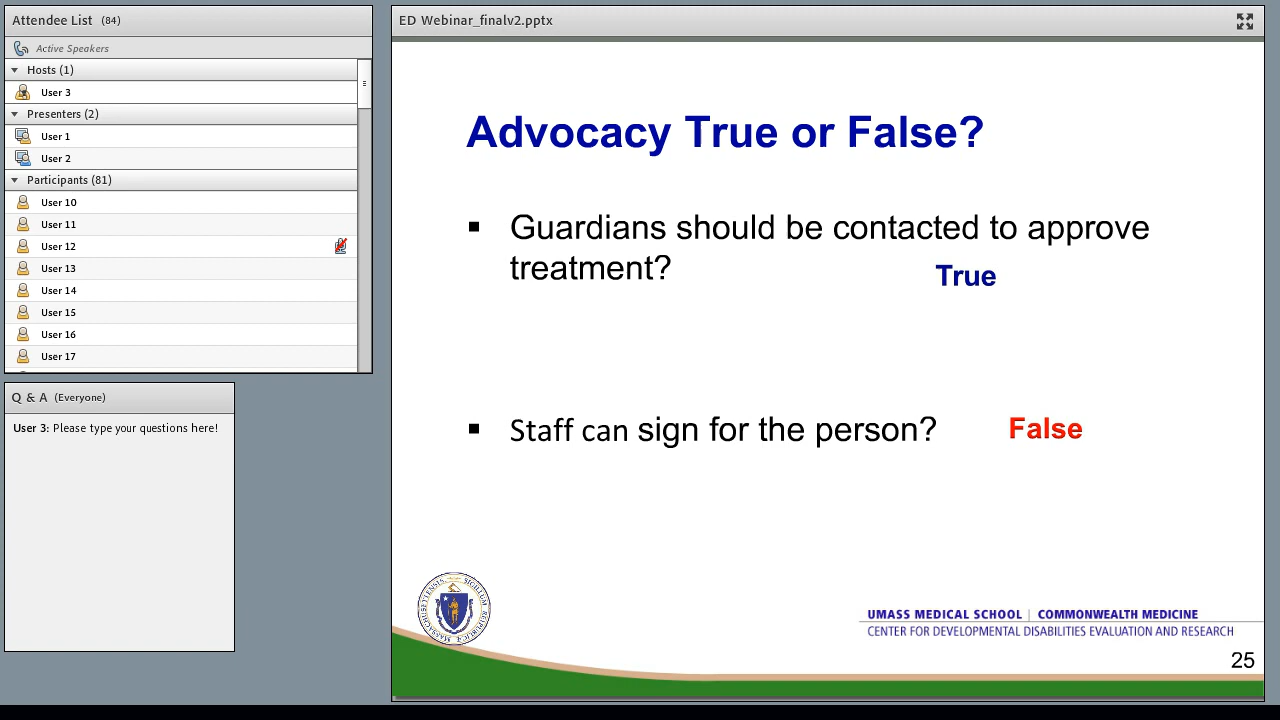 Attendee List (84)
Active Speakers
Hosts (1)
User 3
Presenters (2)
User 1
User 2
Participants (81)
User 10
User 11
User 12
User 13
User 14
User 15
User 16
User 17
Q & A (Everyone)
User 3: Please type your questions here!
ED Webinar_finalv2.pptx
Advocacy True or False?
▪ Guardians should be contacted to approve
treatment?
True
▪ Staff can sign for the person?
False
UMASS MEDICAL SCHOOL | COMMONWEALTH MEDICINE
CENTER FOR DEVELOPMENTAL DISABILITIES EVALUATION AND RESEARCH
25